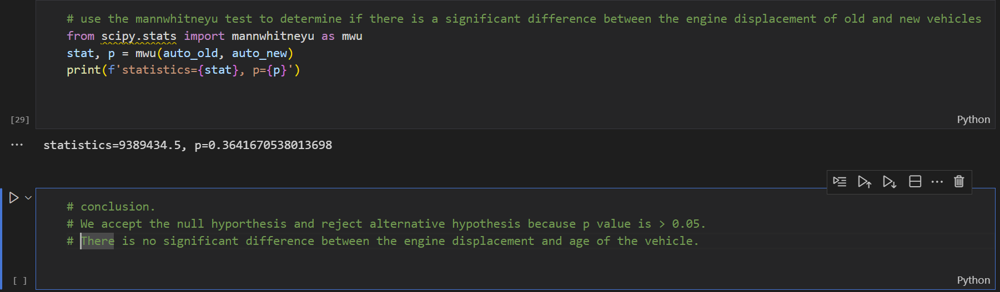 # use the mannwhitneyu test to determine if there is a significant difference between the engine displacement of old and new vehicles
from scipy.stats import mannwhitneyu as mwu
stat, p = mwu(auto_old, auto_new)
print(f'statistics={stat}, p={p}')
[29]
Python
statistics=9389434.5, p=0.3641670538013698
# conclusion.
# We accept the null hyporthesis and reject alternative hypothesis because p value is > 0.05.
# There is no significant difference between the engine displacement and age of the vehicle.
[ ]
Python